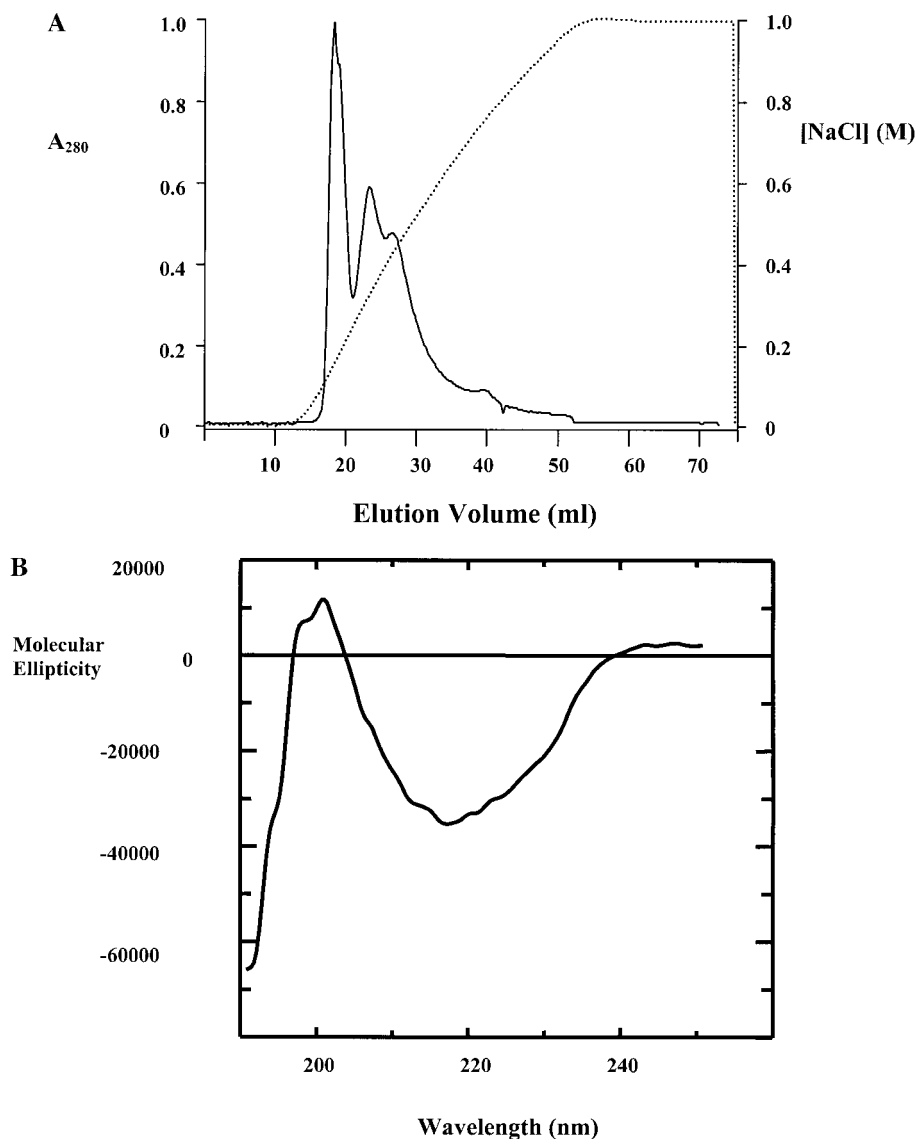 A
1.0
1.0
0.8
0.8
A280
[NaCl] (M)
0.6
0.6
0.4
0.4
0.2
0.2
0
0
10 20 30 40 50 60 70
Elution Volume (ml)
B
20000
Molecular
Ellipticity
0
-20000
-40000
-60000
200 220 240
Wavelength (nm)